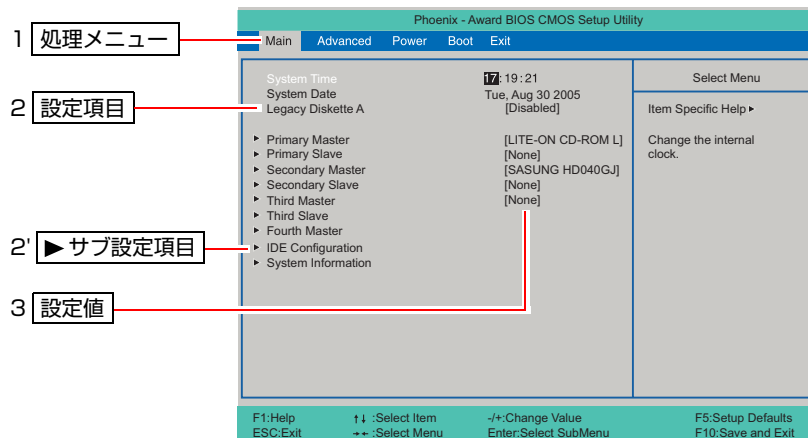 Phoenix - Award BIOS CMOS Setup Utility
1 処理メニュー
Main Advanced Power Boot Exit
System Time 17:19:21
System Date Tue, Aug 30 2005
2 設定項目
Legacy Diskette A [Disabled]
Select Menu
Item Specific Help ▸
Change the internal
clock.
▸ Primary Master [LITE-ON CD-ROM L]
▸ Primary Slave [None]
▸ Secondary Master [SASUNG HD040GJ]
▸ Secondary Slave [None]
▸ Third Master [None]
▸ Third Slave
▸ Fourth Master
2' ▶サブ設定項目
▸ IDE Configuration
▸ System Information
3 設定値
F1:Help ↑↓ :Select Item -/+:Change Value F5:Setup Defaults
ESC:Exit →← :Select Menu Enter:Select SubMenu F10:Save and Exit